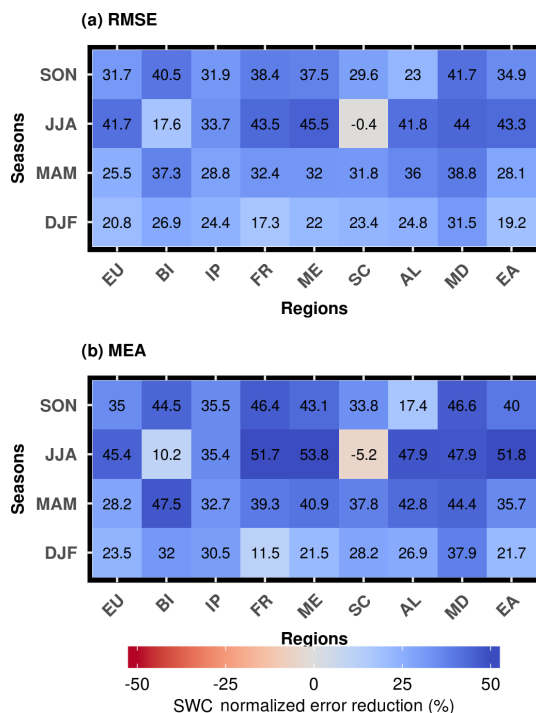 (a) RMSE
Seasons
SON 31.7 40.5 31.9 38.4 37.5 29.6 23 41.7 34.9
JJA 41.7 17.6 33.7 43.5 45.5 -0.4 41.8 44 43.3
MAM 25.5 37.3 28.8 32.4 32 31.8 36 38.8 28.1
DJF 20.8 26.9 24.4 17.3 22 23.4 24.8 31.5 19.2
EU BI IP FR ME SC AL MD EA
Regions
(b) MEA
Seasons
SON 35 44.5 35.5 46.4 43.1 33.8 17.4 46.6 40
JJA 45.4 10.2 35.4 51.7 53.8 -5.2 47.9 47.9 51.8
MAM 28.2 47.5 32.7 39.3 40.9 37.8 42.8 44.4 35.7
DJF 23.5 32 30.5 11.5 21.5 28.2 26.9 37.9 21.7
EU BI IP FR ME SC AL MD EA
Regions
-50 -25 0 25 50
SWC normalized error reduction (%)